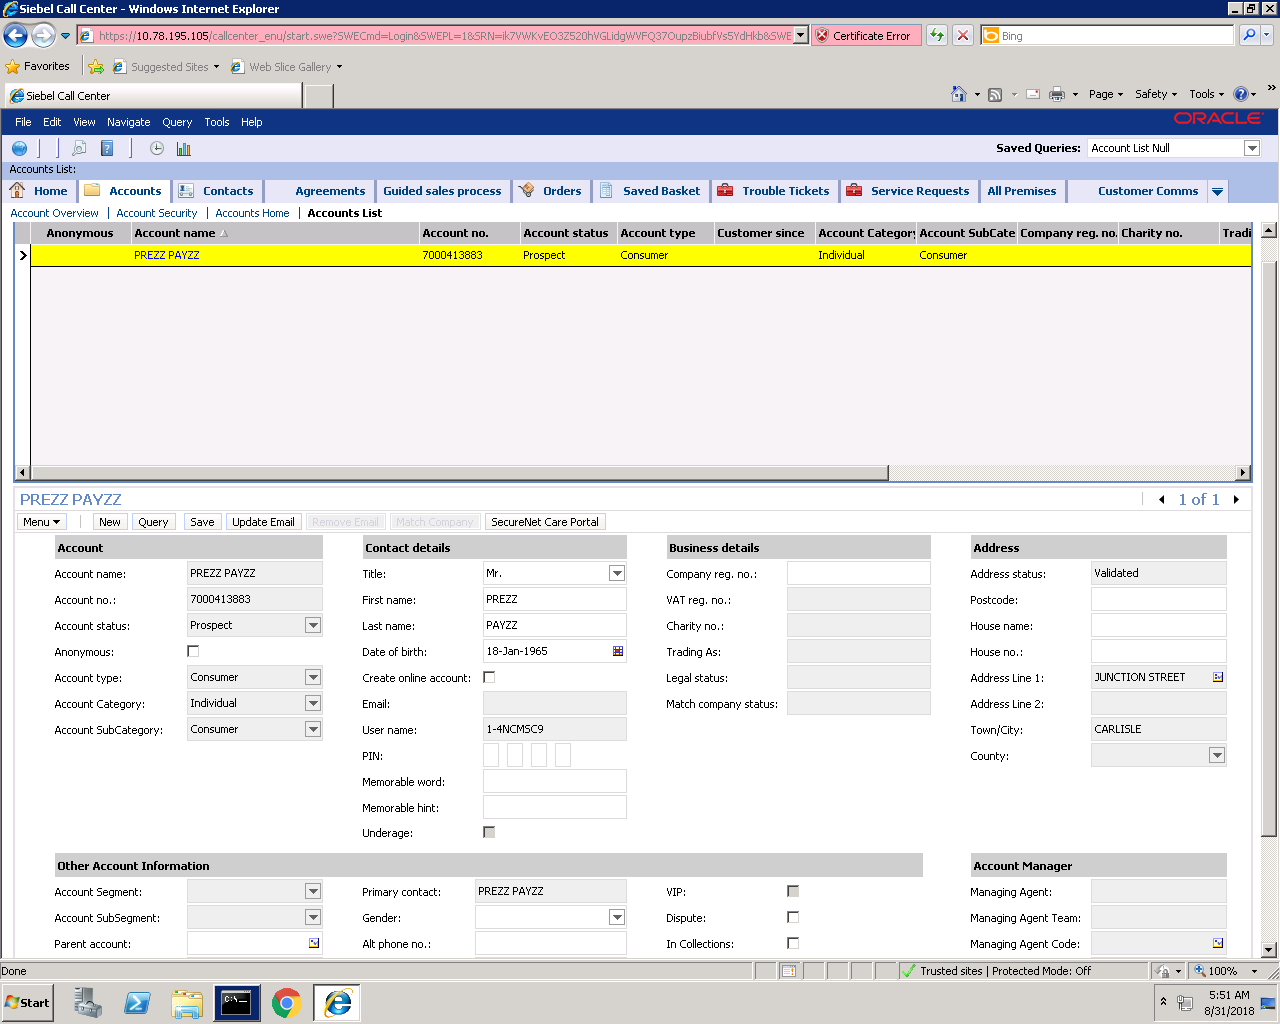 Siebel Call Center - Windows Internet Explorer
https://10.78.195.105/callcenter_enu/start.swe?SWECmd=Login&SWEPL=1&SRN=
Certificate Error
Bing
Favorites
Suggested Sites
Web Slice Gallery
Siebel Call Center
Page
Safety
Tools
»
File Edit View Navigate Query Tools Help
ORACLE
Saved Queries: Account List Null
Accounts List:
Home Accounts Contacts Agreements Guided sales process Orders Saved Basket Trouble Tickets Service Requests All Premises Customer Comms
Account Overview | Account Security | Accounts Home | Accounts List
Anonymous Account name Account no. Account status Account type Customer since Account Category Account SubCate Company reg. no. Charity no. Tradi
PREZZ PAYZZ 7000413883 Prospect Consumer Individual Consumer
PREZZ PAYZZ
1 of 1
Menu New Query Save Update Email Remove Email Match Company SecureNet Care Portal
Account Contact details Business details Address
Account name: PREZZ PAYZZ Title: Mr. Company reg. no.: Address status: Validated
Account no.: 7000413883 First name: PREZZ VAT reg. no.: Postcode:
Account status: Prospect Last name: PAYZZ Charity no.: House name:
Anonymous: Date of birth: 18-Jan-1965 Trading As: House no.:
Account type: Consumer Create online account: Legal status: Address Line 1: JUNCTION STREET
Account Category: Individual Email: Match company status: Address Line 2:
Account SubCategory: Consumer User name: 1-4NCMSC9 Town/City: CARLISLE
PIN: County:
Memorable word:
Memorable hint:
Underage:
Other Account Information Account Manager
Account Segment: Primary contact: PREZZ PAYZZ VIP: Managing Agent:
Account SubSegment: Gender: Dispute: Managing Agent Team:
Parent account: Alt phone no.: In Collections: Managing Agent Code:
Done
Trusted sites | Protected Mode: Off
100%
Start
C:\
5:51 AM
8/31/2018